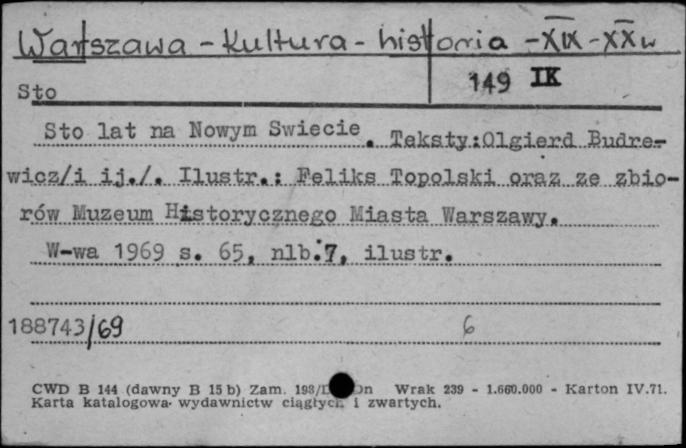 Warszawa - Kultura - historia - XIX - XX w
149 IK
Sto
Sto lat na Nowym Swiecie. Teksty:Olgierd Budre-
wicz/i ij./. Ilustr.: Feliks Topolski oraz ze zbio-
rów Muzeum Historycznego Miasta Warszawy.
W-wa 1969 s. 65, nlb.7, ilustr.
188743/69 6
CWD B 144 (dawny B 15 b) Zam. Wrak 239 - 1.660.000 - Karton IV.71.
Karta katalogowa wydawnictw ciągłych i zwartych.